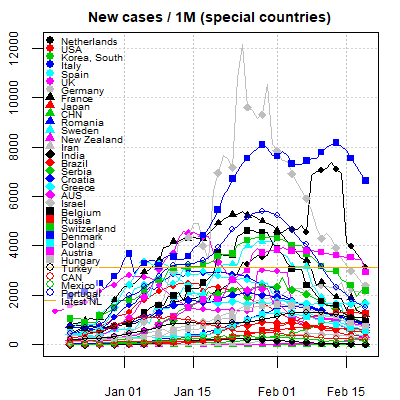 New cases / 1M (special countries)
12000
10000
8000
6000
4000
2000
0
Netherlands
USA
Korea, South
Italy
Spain
UK
Germany
France
Japan
CHN
Romania
Sweden
New Zealand
Iran
India
Brazil
Serbia
Croatia
Greece
AUS
Israel
Belgium
Russia
Switzerland
Denmark
Poland
Austria
Hungary
Turkey
CAN
Mexico
Portugal
latest NL
Jan 01 Jan 15 Feb 01 Feb 15